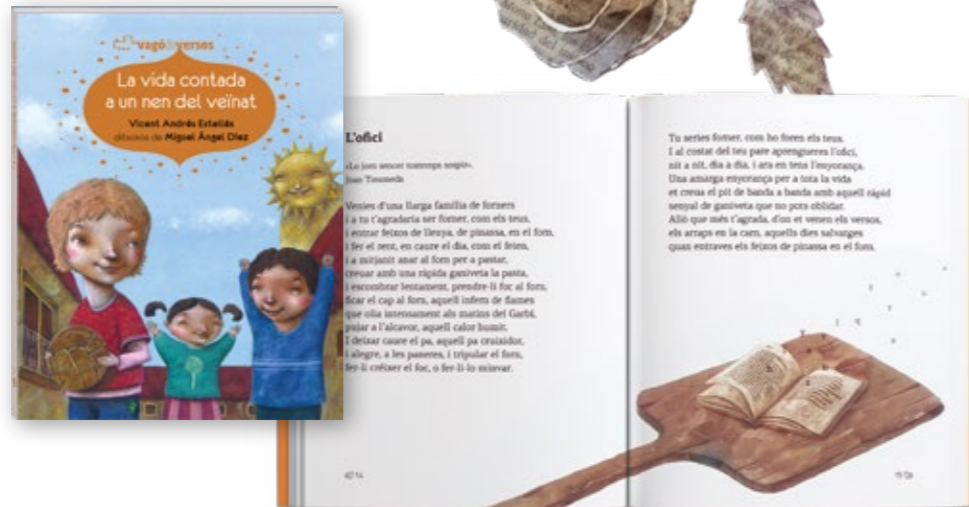 vagó de versos
La vida contada
a un nen del veïnat
Vicent Andrés Estellés
dibuixos de Miguel Ángel Díez
L'ofici
«Lo jorn sencer tostemps sospir».
Joan Timoneda
Venies d'una llarga família de forners
i a tu t'agradaria ser forner, com els teus,
i entrar feixos de llenya, de pinassa, en el forn,
i fer el rent, en caure el dia, com el feien,
i a mitjanit anar al forn per a pastar,
creuar amb una ràpida ganiveta la pasta,
i escombrar lentament, prendre-li foc al forn,
ficar el cap al forn, aquell infern de flames
que olia intensament als matins del Garbí,
pujar a l'alcavor, aquell calor humit.
I deixar caure el pa, aquell pa cruixidor,
i alegre, a les paneres, i tripular el forn,
fer-li créixer el foc, o fer-li-lo minvar.
Tu series forner, com ho foren els teus.
I al costat del teu pare aprengueres l'ofici,
nit a nit, dia a dia, i ara en tens l'enyorança.
Una amarga enyorança per a tota la vida
et creua el pit de banda a banda amb aquell ràpid
senyal de ganiveta que no pots oblidar.
Allò que més t'agrada, d'on et venen els versos,
els arraps en la carn, aquells dies salvatges
quan entraves els feixos de pinassa en el forn.